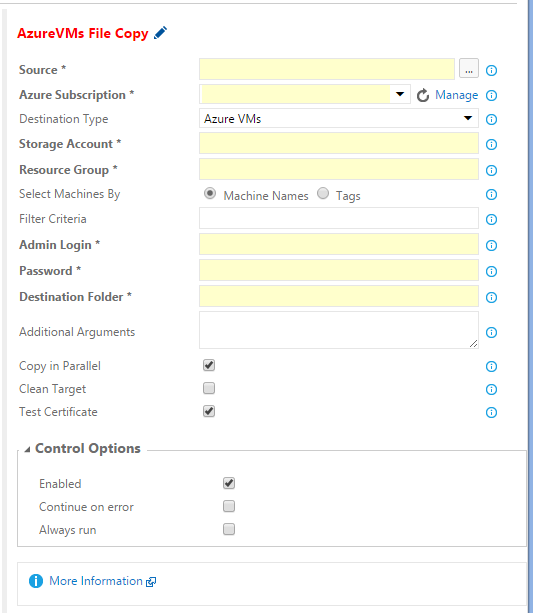 AzureVMs File Copy
Source *
...
Azure Subscription *
Manage
Destination Type
Azure VMs
Storage Account *
Resource Group *
Select Machines By
Machine Names
Tags
Filter Criteria
Admin Login *
Password *
Destination Folder *
Additional Arguments
Copy in Parallel
Clean Target
Test Certificate
Control Options
Enabled
Continue on error
Always run
More Information